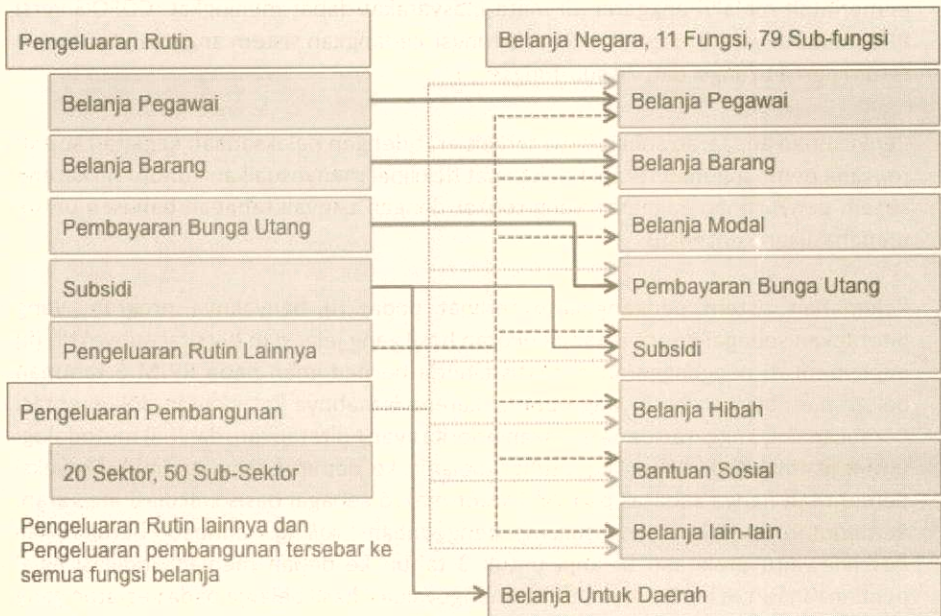 Pengeluaran Rutin
Belanja Pegawai
Belanja Barang
Pembayaran Bunga Utang
Subsidi
Pengeluaran Rutin Lainnya
Pengeluaran Pembangunan
20 Sektor, 50 Sub-Sektor
Pengeluaran Rutin lainnya dan
Pengeluaran pembangunan tersebar ke
semua fungsi belanja
Belanja Negara, 11 Fungsi, 79 Sub-fungsi
Belanja Pegawai
Belanja Barang
Belanja Modal
Pembayaran Bunga Utang
Subsidi
Belanja Hibah
Bantuan Sosial
Belanja lain-lain
Belanja Untuk Daerah